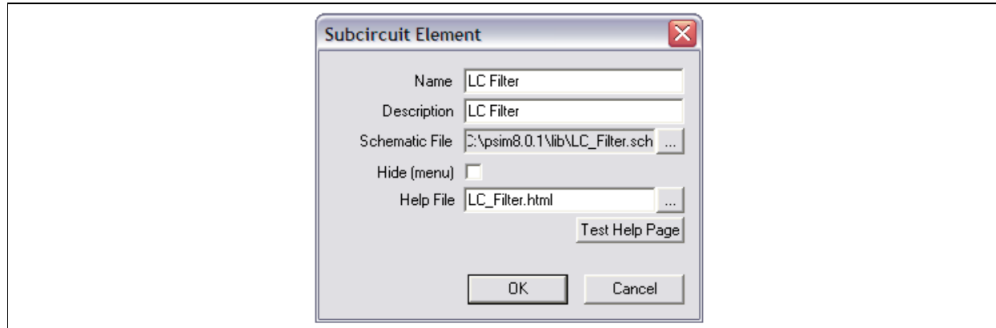 Subcircuit Element
Name LC Filter
Description LC Filter
Schematic File C:\psim8.0.1\lib\LC_Filter.sch ...
Hide (menu)
Help File LC_Filter.html ...
Test Help Page
OK Cancel